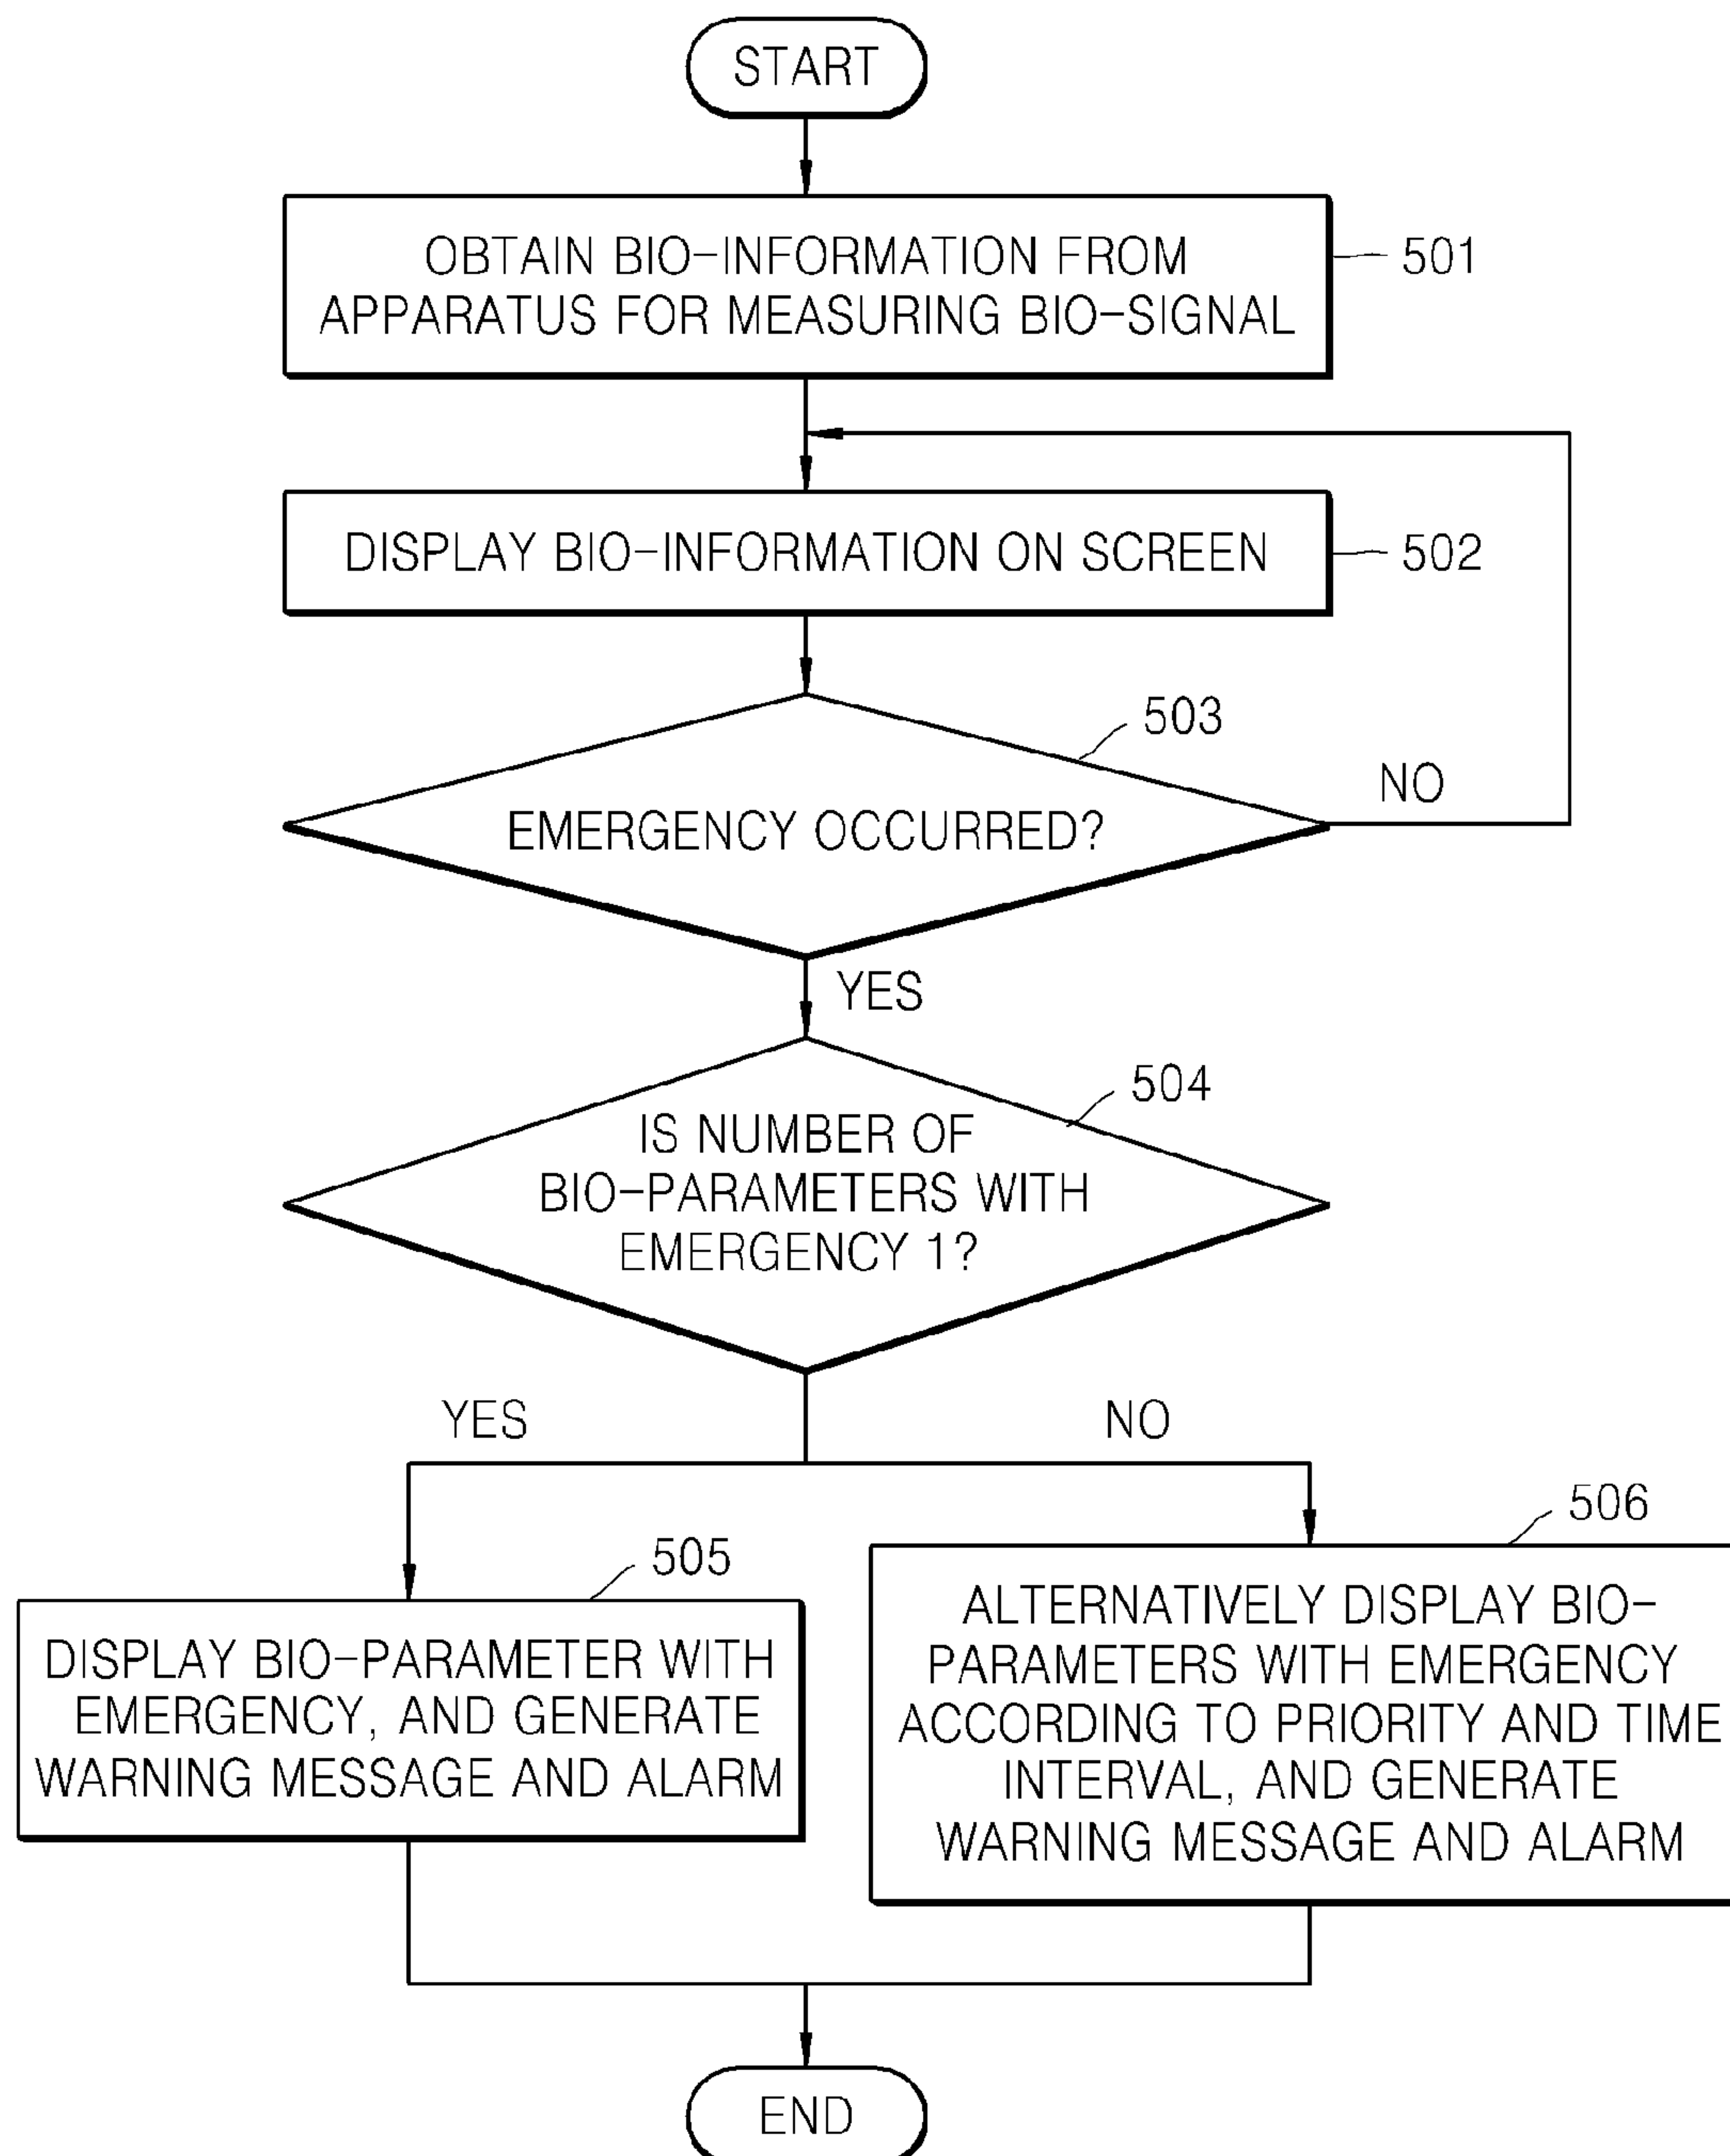 START
OBTAIN BIO-INFORMATION FROM
APPARATUS FOR MEASURING BIO-SIGNAL
501
DISPLAY BIO-INFORMATION ON SCREEN
502
503
EMERGENCY OCCURRED?
NO
YES
504
IS NUMBER OF
BIO-PARAMETERS WITH
EMERGENCY 1?
YES
NO
505
DISPLAY BIO-PARAMETER WITH
EMERGENCY, AND GENERATE
WARNING MESSAGE AND ALARM
506
ALTERNATIVELY DISPLAY BIO-
PARAMETERS WITH EMERGENCY
ACCORDING TO PRIORITY AND TIME
INTERVAL, AND GENERATE
WARNING MESSAGE AND ALARM
END